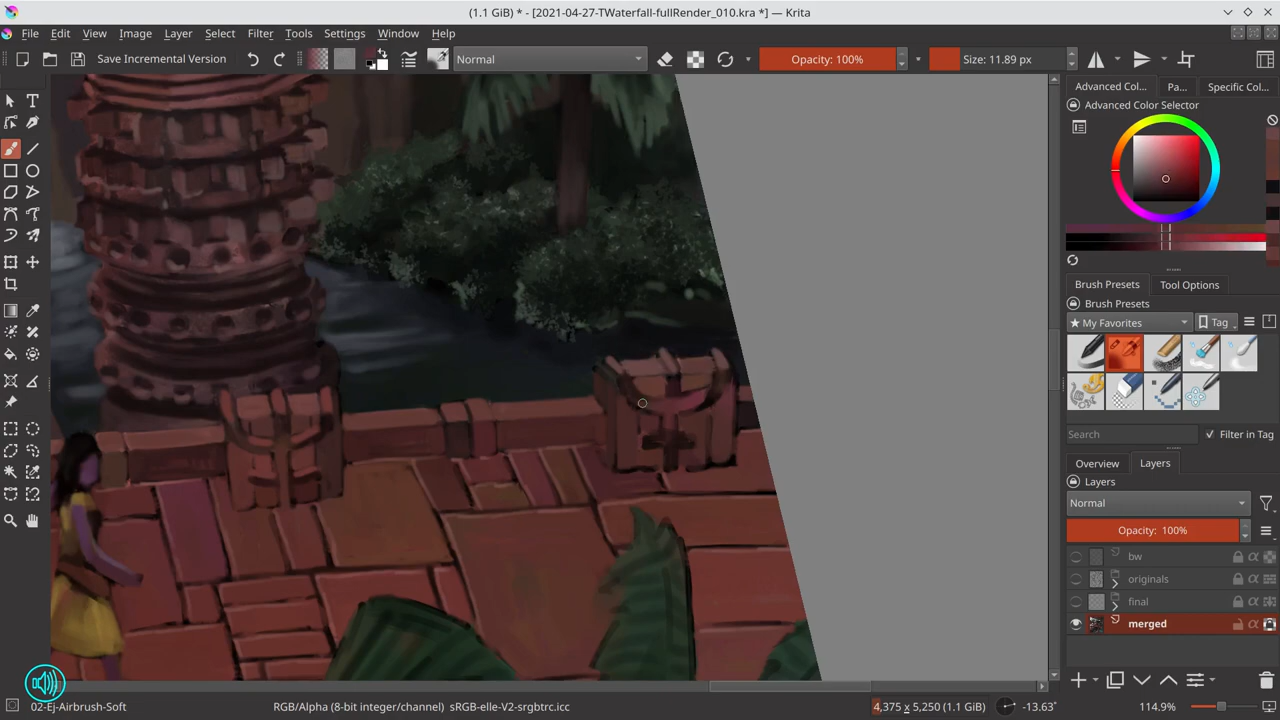 (1.1 GiB) * - [2021-04-27-TWaterfall-fullRender_010.kra *] — Krita
File Edit View Image Layer Select Filter Tools Settings Window Help
Save Incremental Version
Normal
Opacity: 100%
Size: 11.89 px
Advanced Col... Pa... Specific Col...
Advanced Color Selector
Brush Presets Tool Options
Brush Presets
★ My Favorites
Tag
Search
Filter in Tag
Overview Layers
Layers
Normal
Opacity: 100%
bw
originals
final
merged
02-Ej-Airbrush-Soft
RGB/Alpha (8-bit integer/channel) sRGB-elle-V2-srgbtrc.icc
4,375 x 5,250 (1.1 GiB)
-13.63°
114.9%